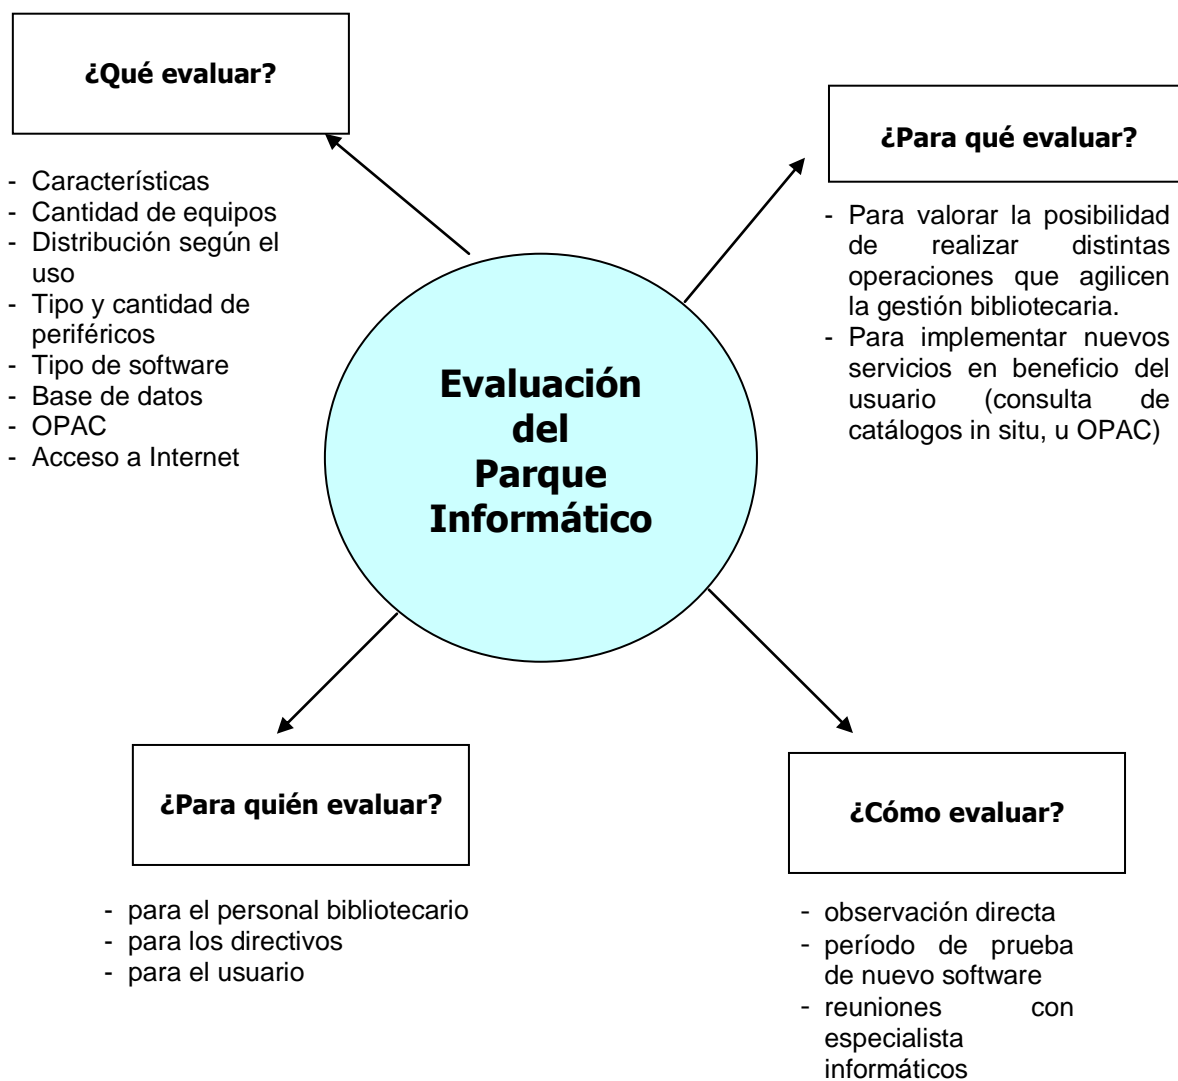 ¿Qué evaluar?
- Características
- Cantidad de equipos
- Distribución según el
uso
- Tipo y cantidad de
periféricos
- Tipo de software
- Base de datos
- OPAC
- Acceso a Internet
¿Para qué evaluar?
- Para valorar la posibilidad
de realizar distintas
operaciones que agilicen
la gestión bibliotecaria.
- Para implementar nuevos
servicios en beneficio del
usuario (consulta de
catálogos in situ, u OPAC)
Evaluación
del
Parque
Informático
¿Para quién evaluar?
- para el personal bibliotecario
- para los directivos
- para el usuario
¿Cómo evaluar?
- observación directa
- período de prueba
de nuevo software
- reuniones con
especialista
informáticos